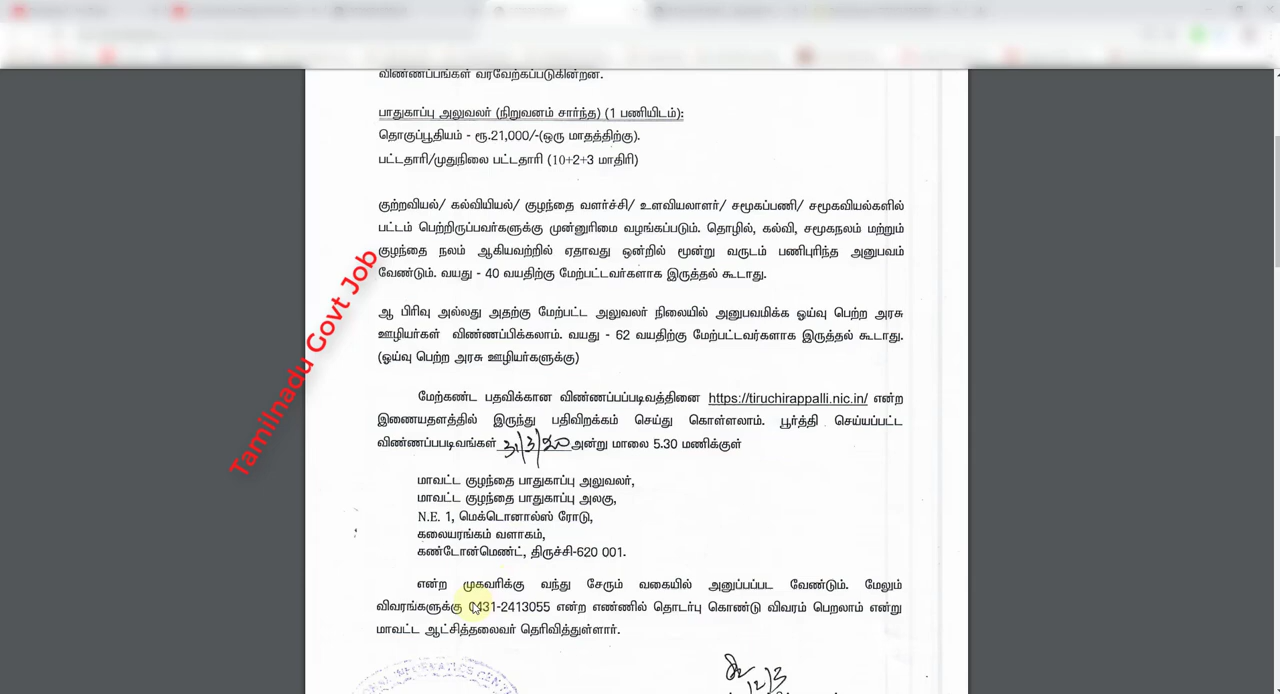 விண்ணப்பங்கள் வரவேற்கப்படுகின்றன.
பாதுகாப்பு அலுவலர் (நிறுவனம் சார்ந்த) (1 பணியிடம்):
தொகுப்பூதியம் - ரூ.21,000/-(ஒரு மாதத்திற்கு).
பட்டதாரி/முதுநிலை பட்டதாரி (10+2+3 மாதிரி)
குற்றவியல்/ கல்வியியல்/ குழந்தை வளர்ச்சி/ உளவியலாளர்/ சமூகப்பணி/ சமூகவியல்களில்
பட்டம் பெற்றிருப்பவர்களுக்கு முன்னுரிமை வழங்கப்படும். தொழில், கல்வி, சமூகநலம் மற்றும்
குழந்தை நலம் ஆகியவற்றில் ஏதாவது ஒன்றில் மூன்று வருடம் பணிபுரிந்த அனுபவம்
வேண்டும். வயது - 40 வயதிற்கு மேற்பட்டவர்களாக இருத்தல் கூடாது.
ஆ பிரிவு அல்லது அதற்கு மேற்பட்ட அலுவலர் நிலையில் அனுபவமிக்க ஓய்வு பெற்ற அரசு
ஊழியர்கள் விண்ணப்பிக்கலாம். வயது - 62 வயதிற்கு மேற்பட்டவர்களாக இருத்தல் கூடாது.
(ஓய்வு பெற்ற அரசு ஊழியர்களுக்கு)
மேற்கண்ட பதவிக்கான விண்ணப்பப்படிவத்தினை https://tiruchirappalli.nic.in/ என்ற
இணையதளத்தில் இருந்து பதிவிறக்கம் செய்து கொள்ளலாம். பூர்த்தி செய்யப்பட்ட
விண்ணப்பபடிவங்கள் 31/3/20 அன்று மாலை 5.30 மணிக்குள்
மாவட்ட குழந்தை பாதுகாப்பு அலுவலர்,
மாவட்ட குழந்தை பாதுகாப்பு அலகு,
N.E. 1, மெக்டொனால்ஸ் ரோடு,
கலையரங்கம் வளாகம்,
கண்டோன்மெண்ட், திருச்சி-620 001.
என்ற முகவரிக்கு வந்து சேரும் வகையில் அனுப்பப்பட வேண்டும். மேலும்
விவரங்களுக்கு 0431-2413055 என்ற எண்ணில் தொடர்பு கொண்டு விவரம் பெறலாம் என்று
மாவட்ட ஆட்சித்தலைவர் தெரிவித்துள்ளார்.
12/3
Tamilnadu Govt Job